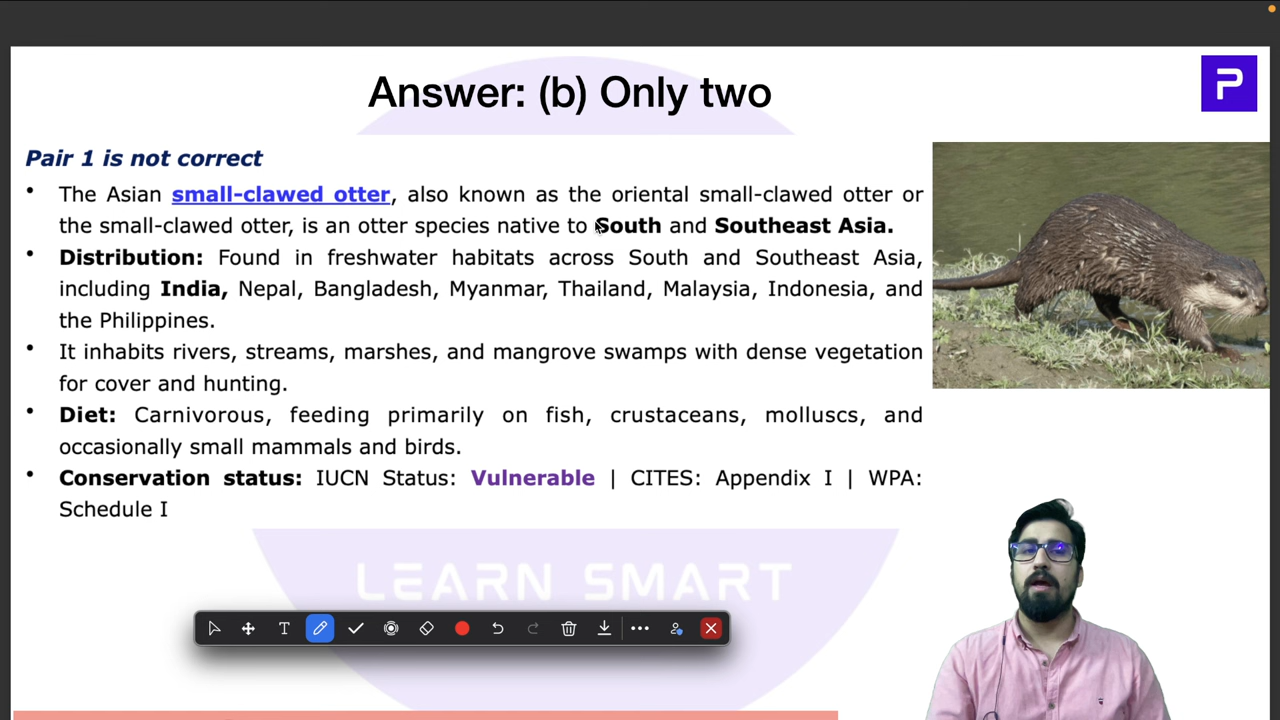 Answer: (b) Only two
P
Pair 1 is not correct
• The Asian small-clawed otter, also known as the oriental small-clawed otter or
the small-clawed otter, is an otter species native to South and Southeast Asia.
• Distribution: Found in freshwater habitats across South and Southeast Asia,
including India, Nepal, Bangladesh, Myanmar, Thailand, Malaysia, Indonesia, and
the Philippines.
• It inhabits rivers, streams, marshes, and mangrove swamps with dense vegetation
for cover and hunting.
• Diet: Carnivorous, feeding primarily on fish, crustaceans, molluscs, and
occasionally small mammals and birds.
• Conservation status: IUCN Status: Vulnerable | CITES: Appendix I | WPA:
Schedule I
LEARN SMART
T